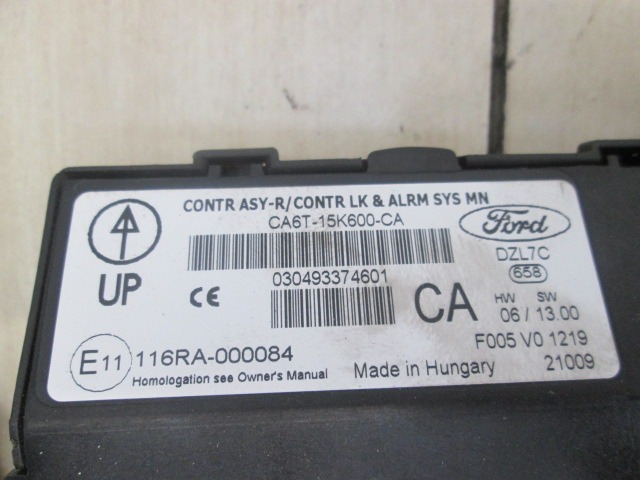 CONTR ASY-R/CONTR LK & ALRM SYS MN
CA6T-15K600-CA
Ford
DZL7C
658
UP
CE
030493374601
CA
HW SW
06 / 13.00
F005 V0 1219
21009
E11 116RA-000084
Homologation see Owner's Manual
Made in Hungary